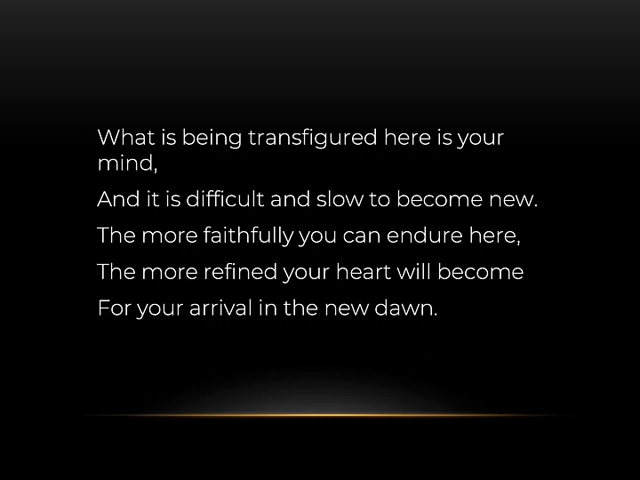 What is being transfigured here is your
mind,
And it is difficult and slow to become new.
The more faithfully you can endure here,
The more refined your heart will become
For your arrival in the new dawn.